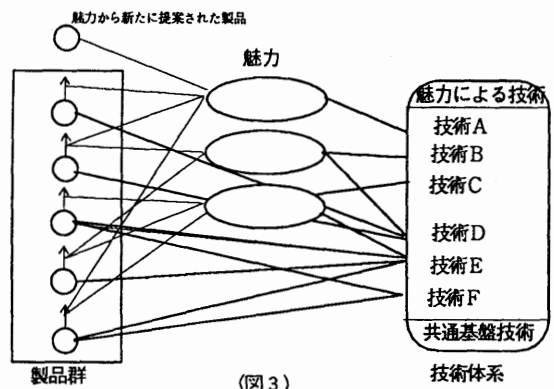 魅力から新たに提案された製品
魅力
魅力による技術
技術A
技術B
技術C
技術D
技術E
技術F
共通基盤技術
製品群
(図3)
技術体系